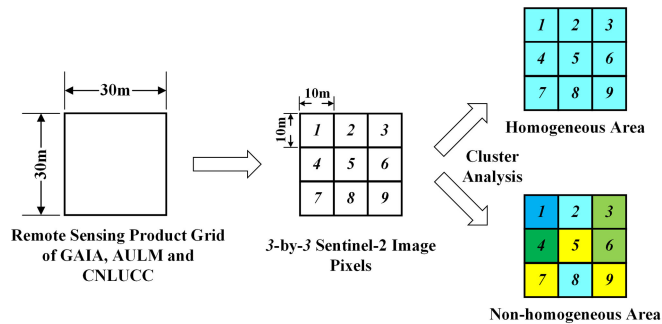 30m
30m
Remote Sensing Product Grid
of GAIA, AULM and
CNLUCC
10m
10m
1 2 3
4 5 6
7 8 9
3-by-3 Sentinel-2 Image
Pixels
1 2 3
4 5 6
7 8 9
Homogeneous Area
Cluster
Analysis
1 2 3
4 5 6
7 8 9
Non-homogeneous Area